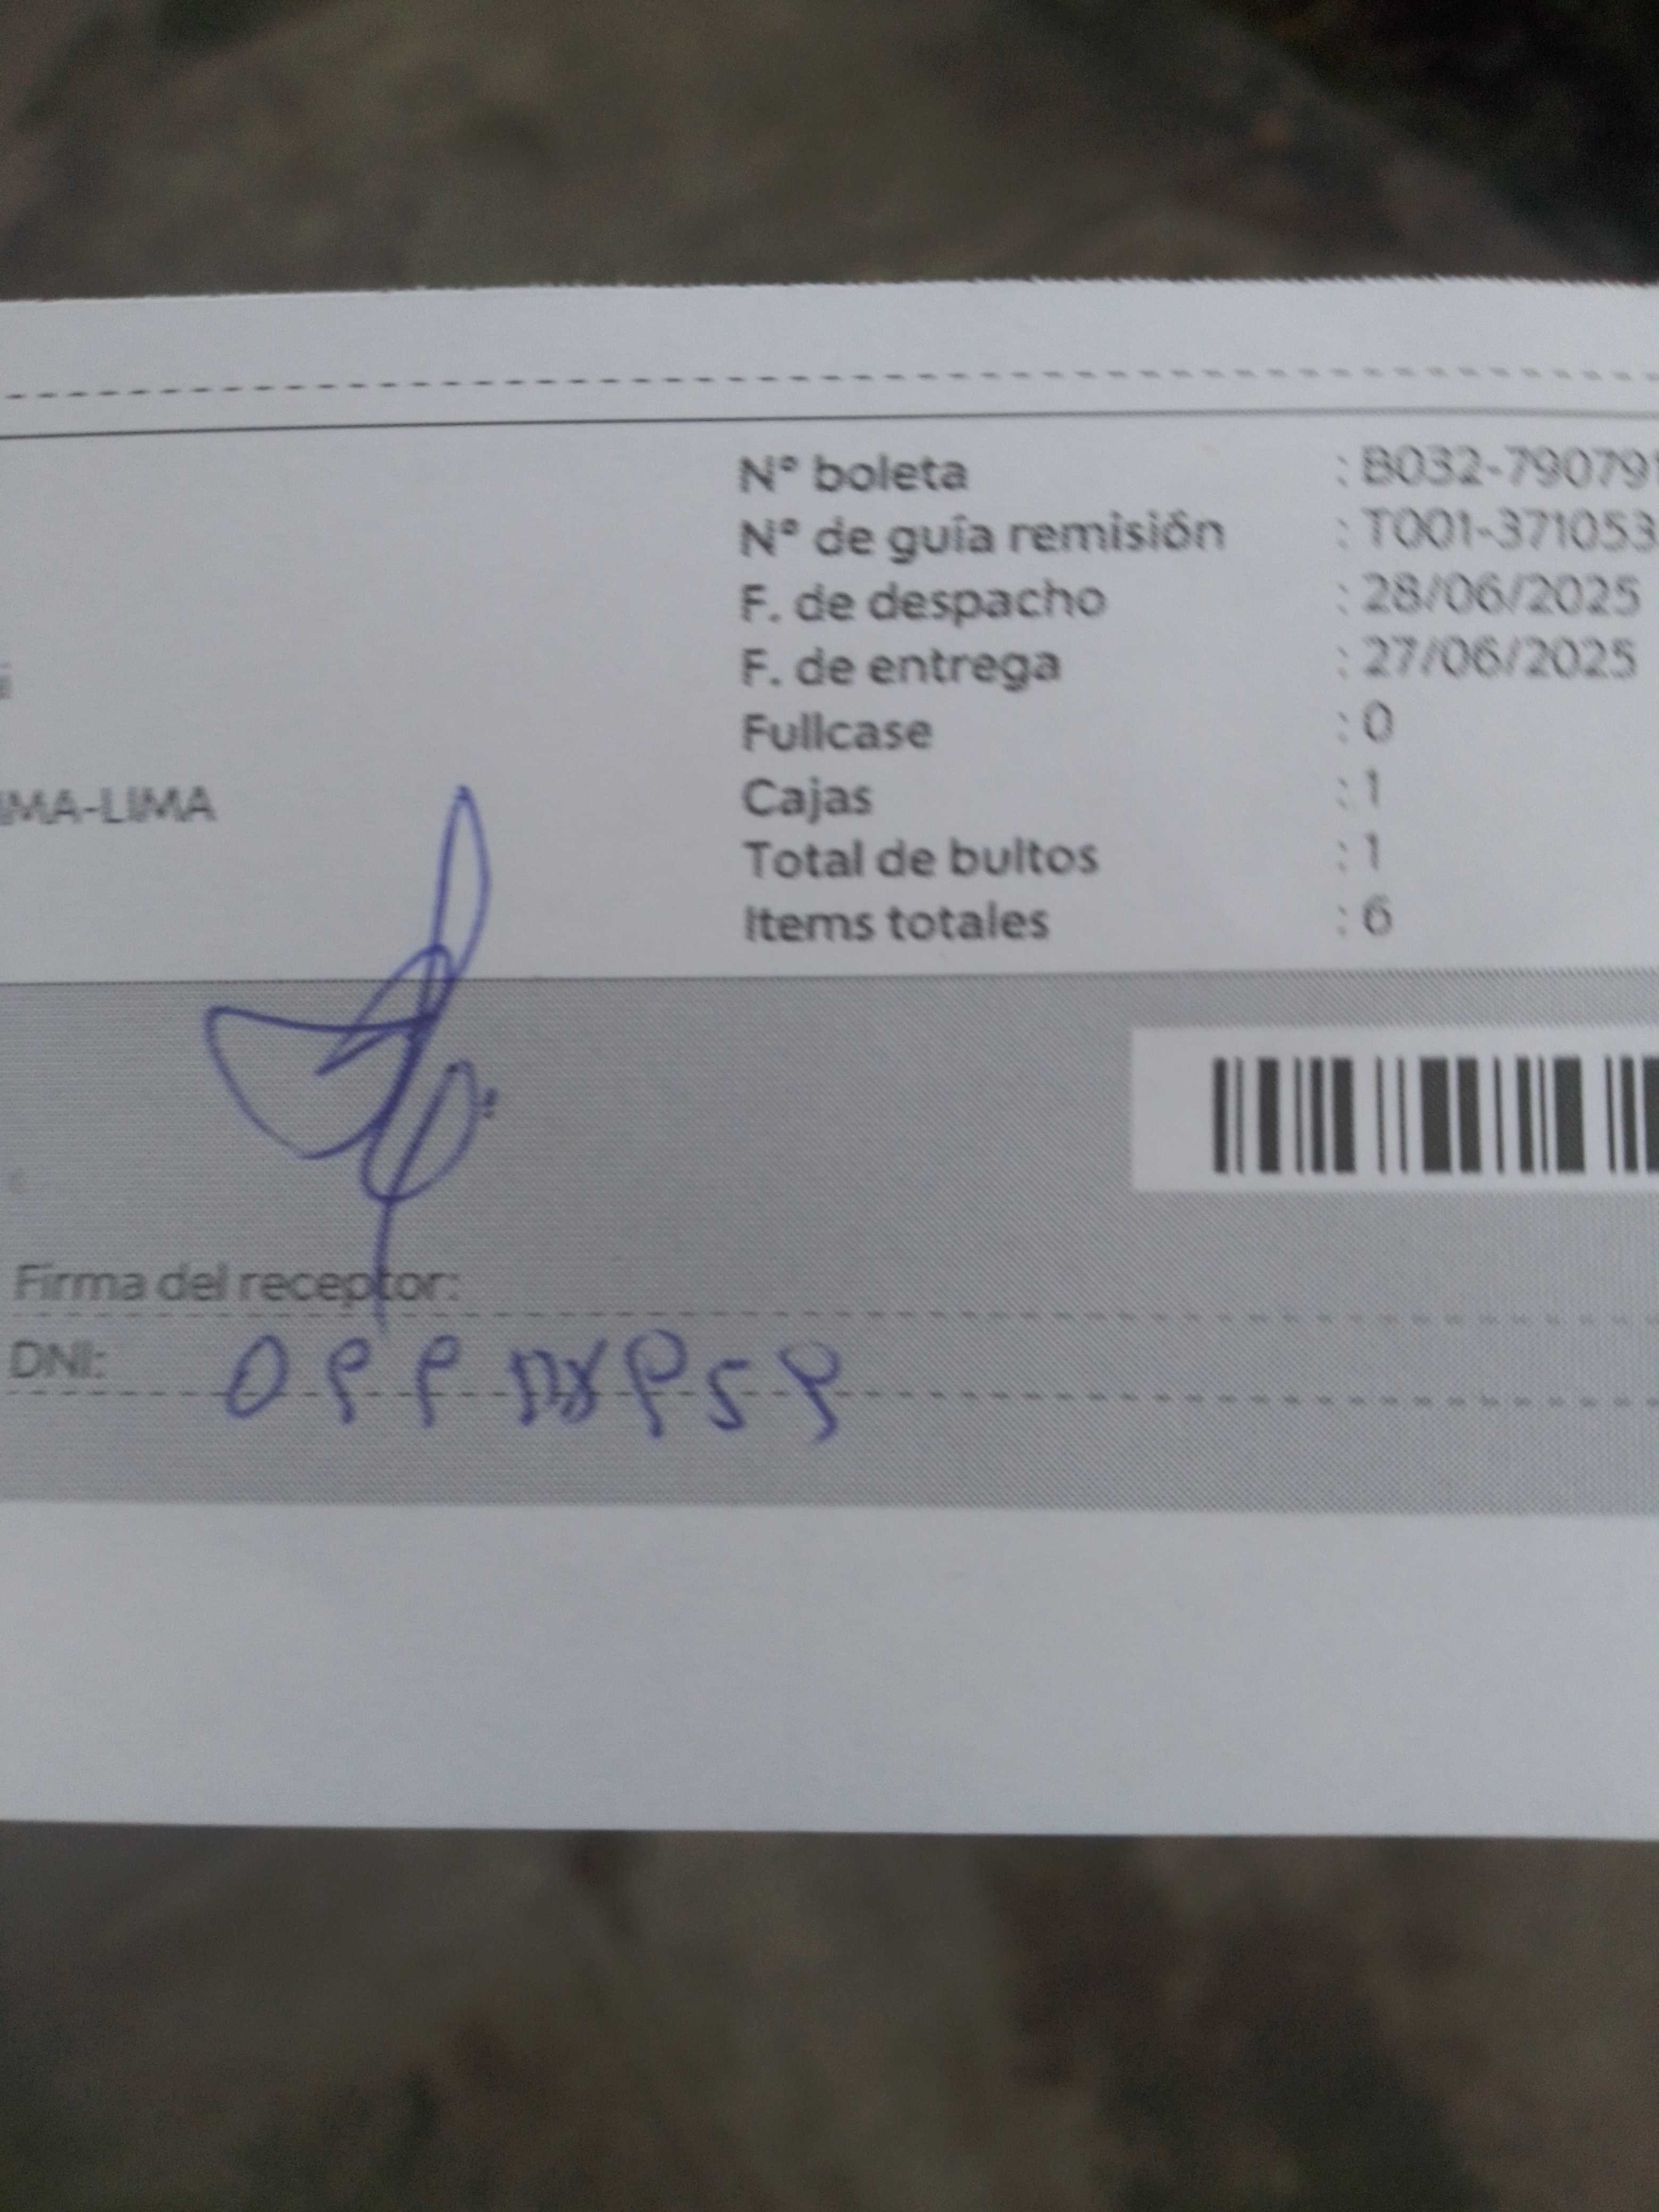 N° boleta : B032-790791
N° de guía remisión : T001-371053
F. de despacho : 28/06/2025
F. de entrega : 27/06/2025
Fullcase : 0
IMA-LIMA
Cajas : 1
Total de bultos : 1
Items totales : 6
Firma del receptor:
DNI: